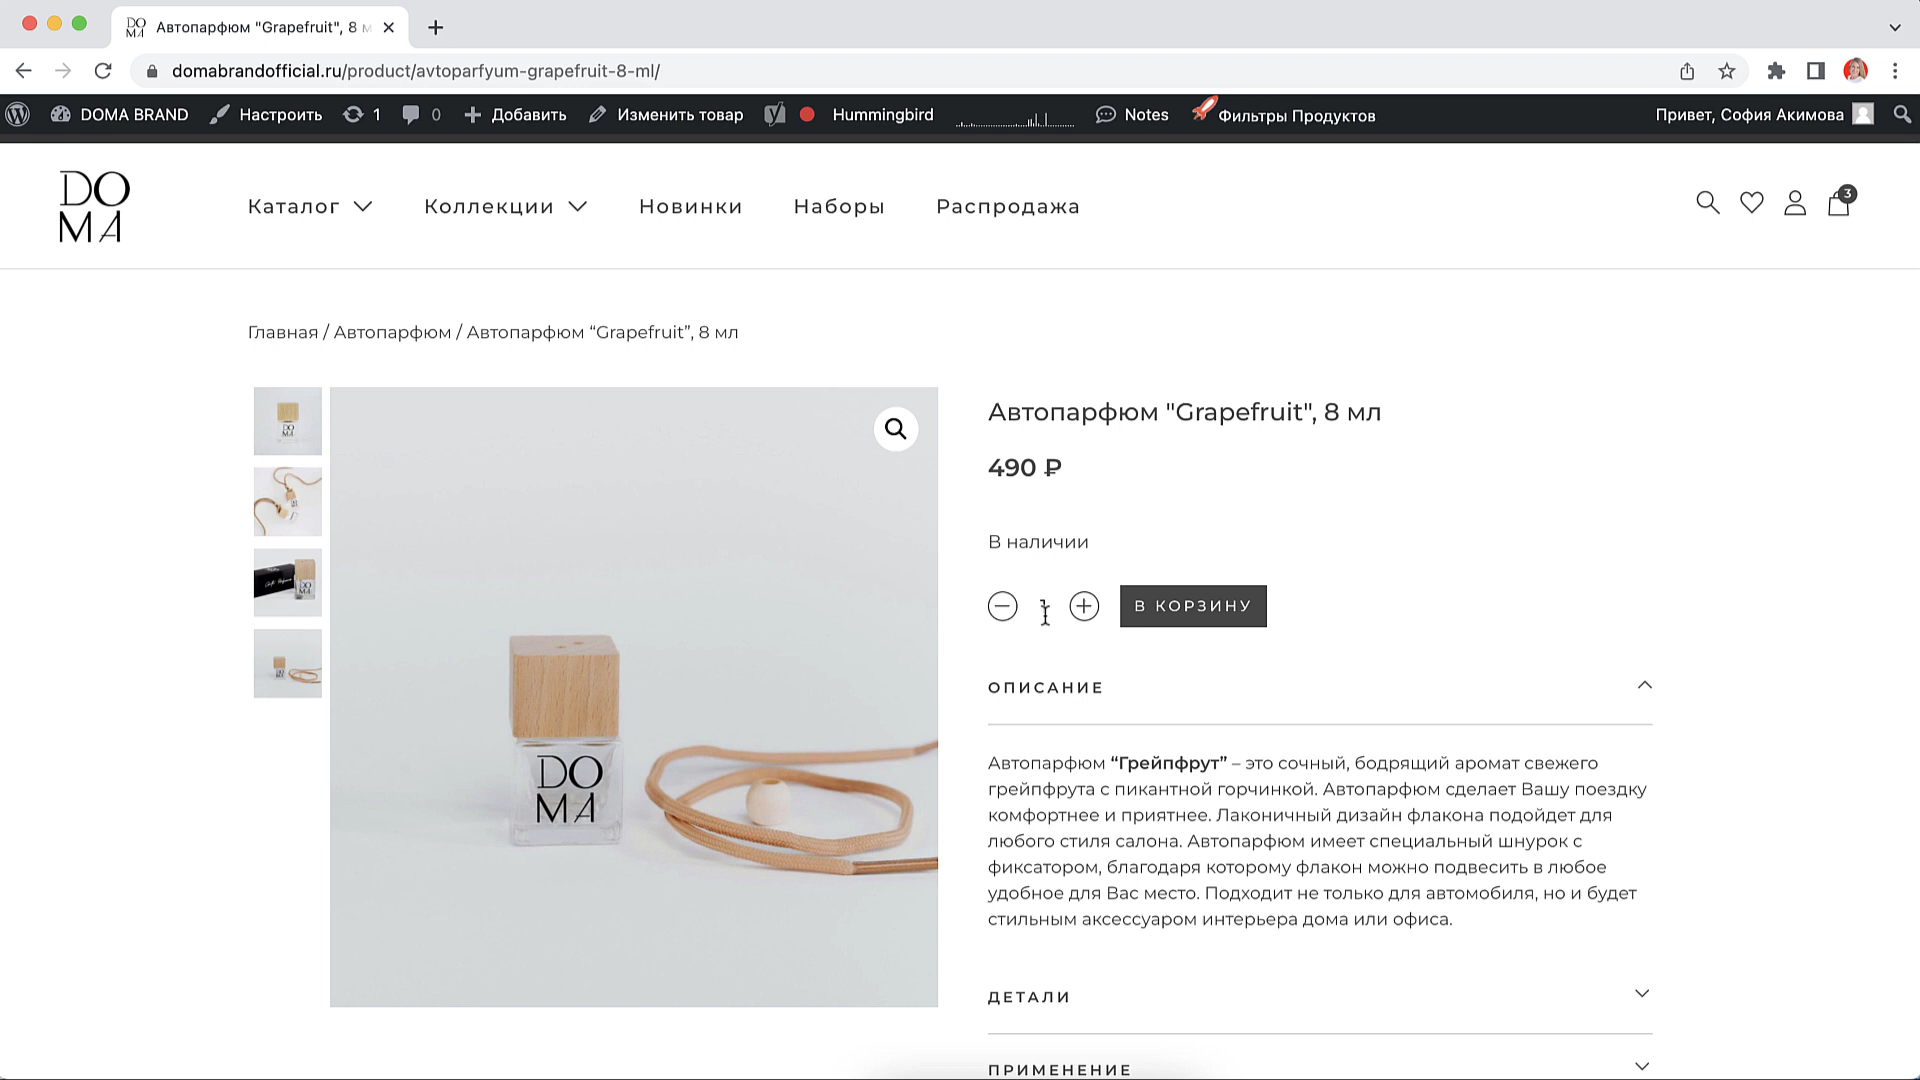 Автопарфюм "Grapefruit", 8 м
domabrandofficial.ru/product/avtoparfyum-grapefruit-8-ml/
DOMA BRAND Настроить 1 0 Добавить Изменить товар Hummingbird Notes Фильтры Продуктов Привет, София Акимова
DO
MA
Каталог Коллекции Новинки Наборы Распродажа 3
Главная / Автопарфюм / Автопарфюм “Grapefruit”, 8 мл
Автопарфюм "Grapefruit", 8 мл
490 ₽
В наличии
В КОРЗИНУ
ОПИСАНИЕ
Автопарфюм “Грейпфрут” – это сочный, бодрящий аромат свежего
грейпфрута с пикантной горчинкой. Автопарфюм сделает Вашу поездку
комфортнее и приятнее. Лаконичный дизайн флакона подойдет для
любого стиля салона. Автопарфюм имеет специальный шнурок с
фиксатором, благодаря которому флакон можно подвесить в любое
удобное для Вас место. Подходит не только для автомобиля, но и будет
стильным аксессуаром интерьера дома или офиса.
ДЕТАЛИ
ПРИМЕНЕНИЕ
DO
MA
DO
MA
DO
MA